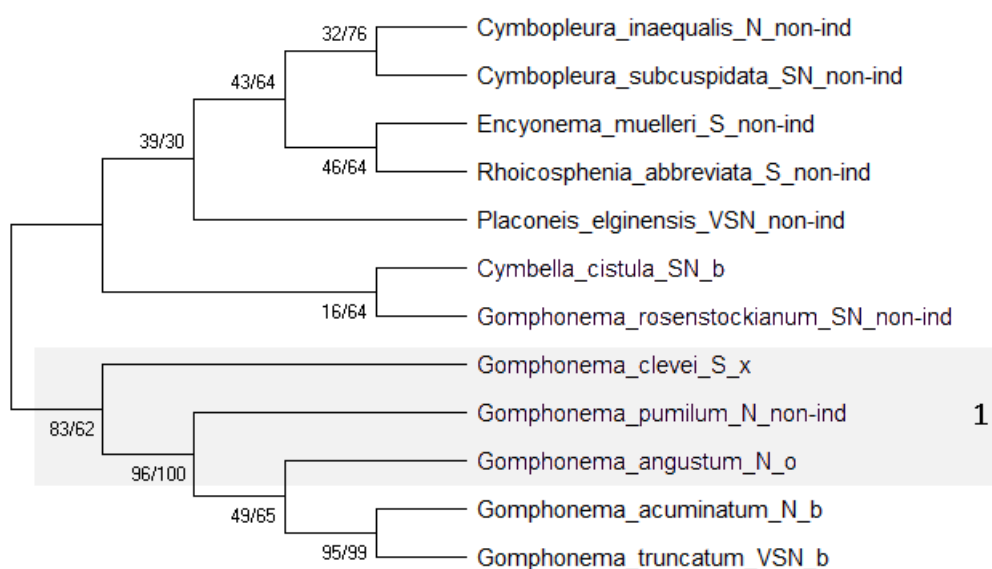 32/76
Cymbopleura_inaequalis_N_non-ind
Cymbopleura_subcuspidata_SN_non-ind
43/64
Encyonema_muelleri_S_non-ind
39/30
46/64
Rhoicosphenia_abbreviata_S_non-ind
Placoneis_elginensis_VSN_non-ind
Cymbella_cistula_SN_b
16/64
Gomphonema_rosenstockianum_SN_non-ind
Gomphonema_clevei_S_x
83/62
Gomphonema_pumilum_N_non-ind
1
96/100
Gomphonema_angustum_N_o
49/65
Gomphonema_acuminatum_N_b
95/99
Gomphonema_truncatum_VSN_b